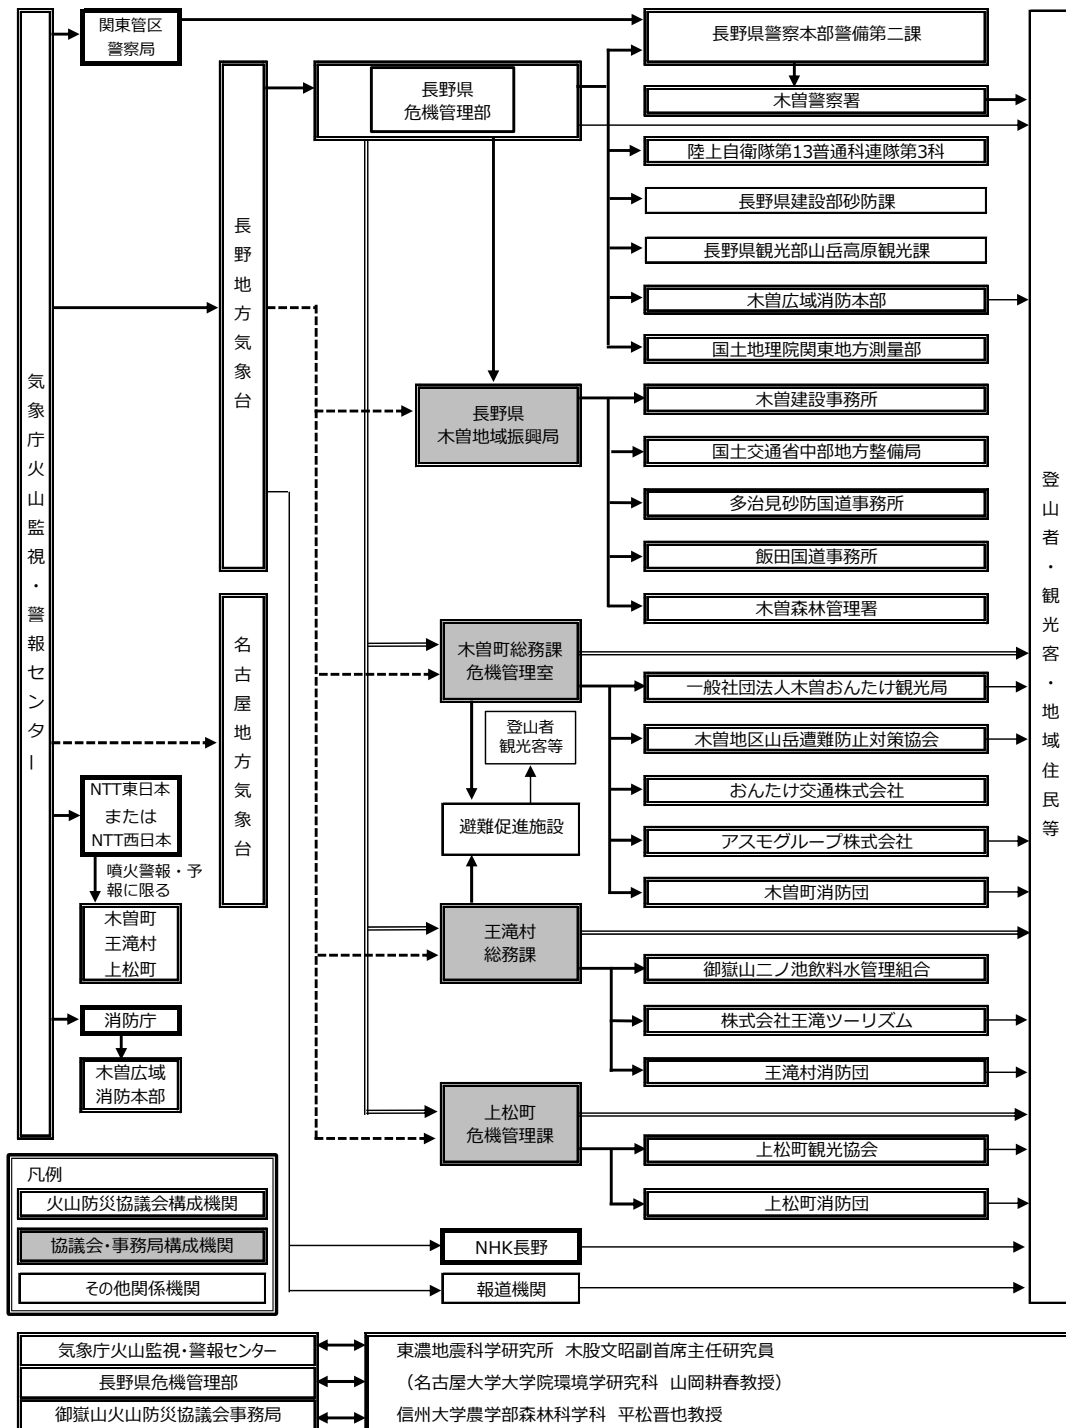 関東管区
警察局
長野県警察本部警備第二課
木曽警察署
長野県
危機管理部
陸上自衛隊第13普通科連隊第3科
長野県建設部砂防課
長野県観光部山岳高原観光課
木曽広域消防本部
国土地理院関東地方測量部
気象庁火山監視・警報センター
長野地方気象台
長野県
木曽地域振興局
木曽建設事務所
国土交通省中部地方整備局
多治見砂防国道事務所
飯田国道事務所
木曽森林管理署
登山者・観光客・地域住民等
名古屋地方気象台
木曽町総務課
危機管理室
一般社団法人木曽おんたけ観光局
登山者
観光客等
木曽地区山岳遭難防止対策協会
おんたけ交通株式会社
避難促進施設
アスモグループ株式会社
木曽町消防団
NTT東日本
または
NTT西日本
噴火警報・予
報に限る
木曽町
王滝村
上松町
王滝村
総務課
御嶽山二ノ池飲料水管理組合
株式会社王滝ツーリズム
王滝村消防団
消防庁
木曽広域
消防本部
上松町
危機管理課
上松町観光協会
上松町消防団
凡例
火山防災協議会構成機関
協議会・事務局構成機関
その他関係機関
NHK長野
報道機関
気象庁火山監視・警報センター
長野県危機管理部
御嶽山火山防災協議会事務局
東濃地震科学研究所 木股文昭副首席主任研究員
(名古屋大学大学院環境学研究科 山岡耕春教授)
信州大学農学部森林科学科 平松晋也教授